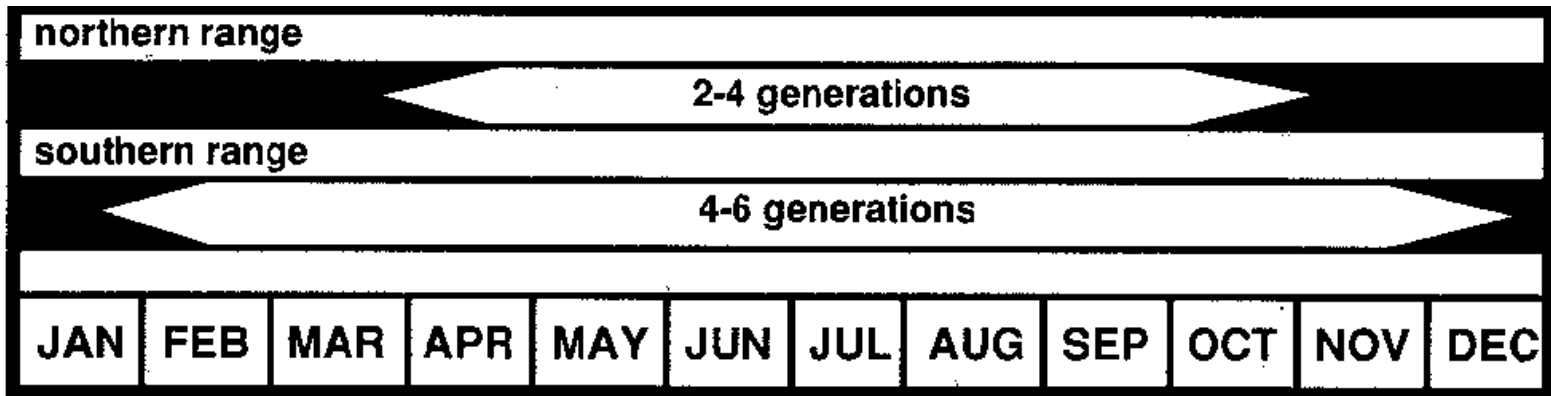 northern range
2-4 generations
southern range
4-6 generations
JAN FEB MAR APR MAY JUN JUL AUG SEP OCT NOV DEC